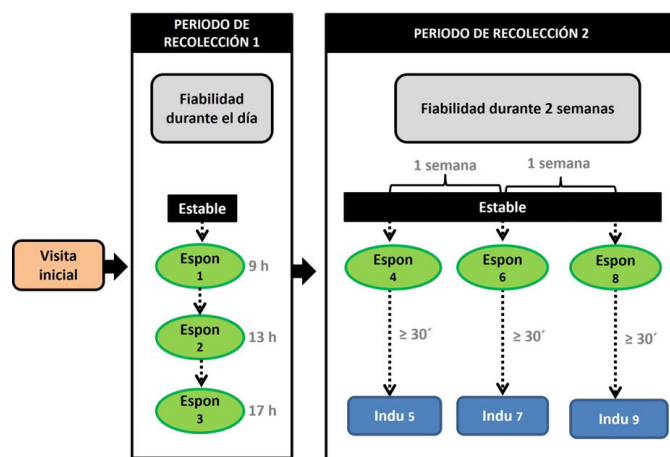 PERIODO DE
RECOLECCIÓN 1
PERIODO DE RECOLECCIÓN 2
Fiabilidad
durante el día
Fiabilidad durante 2 semanas
1 semana
1 semana
Estable
Estable
Visita
inicial
Espon
1
9 h
Espon
4
Espon
6
Espon
8
Espon
2
13 h
≥ 30´
≥ 30´
≥ 30´
Espon
3
17 h
Indu 5
Indu 7
Indu 9